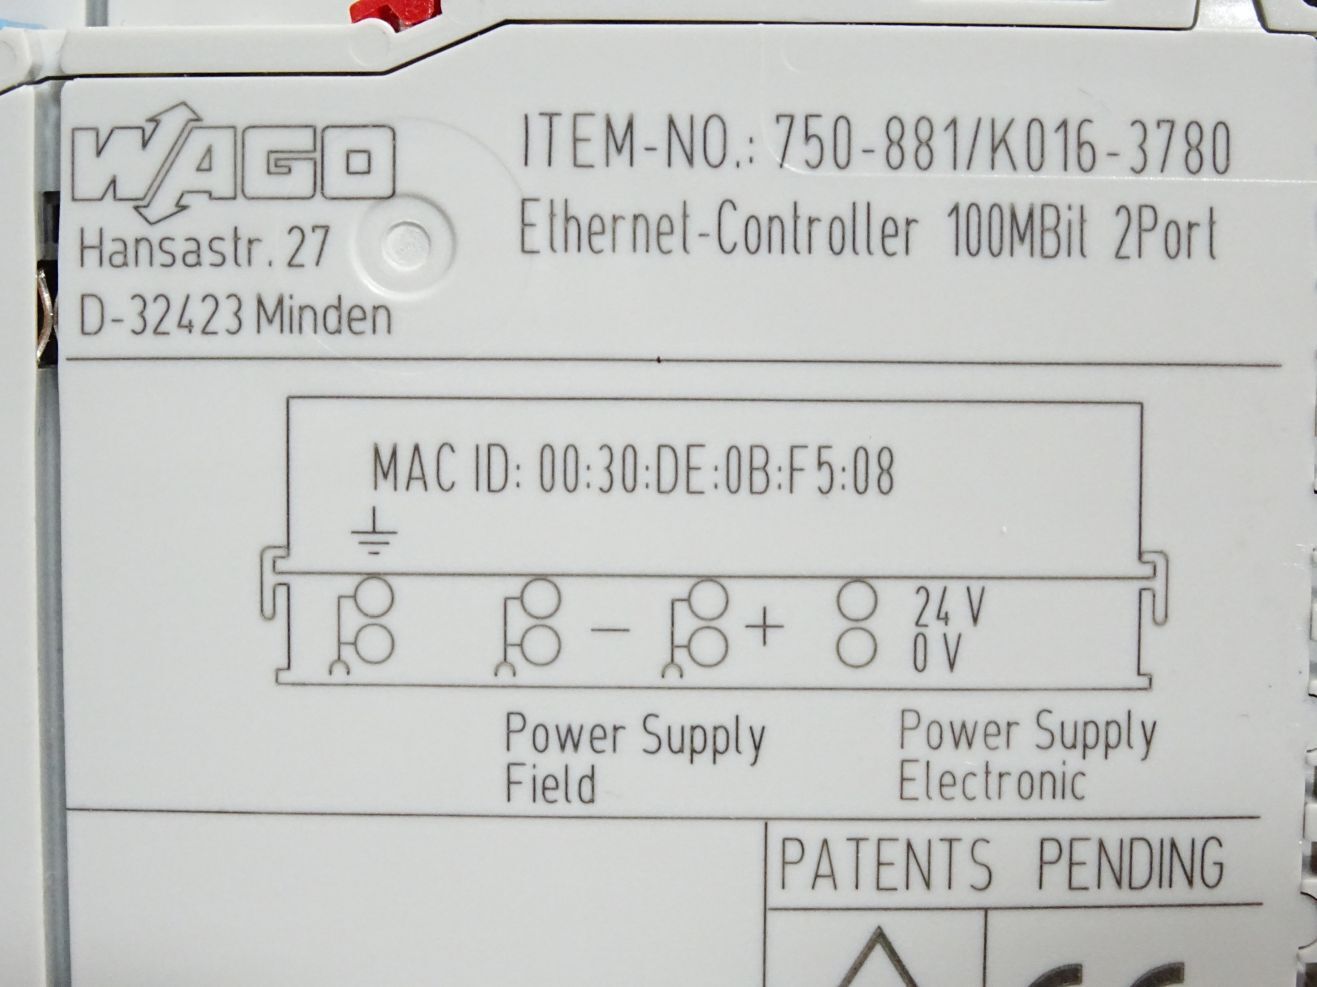 WAGO
Hansastr. 27
D-32423 Minden
ITEM-NO.: 750-881/K016-3780
Ethernet-Controller 100MBit 2Port
MAC ID: 00:30:DE:0B:F5:08
24 V
0 V
Power Supply
Field
Power Supply
Electronic
PATENTS PENDING
CE